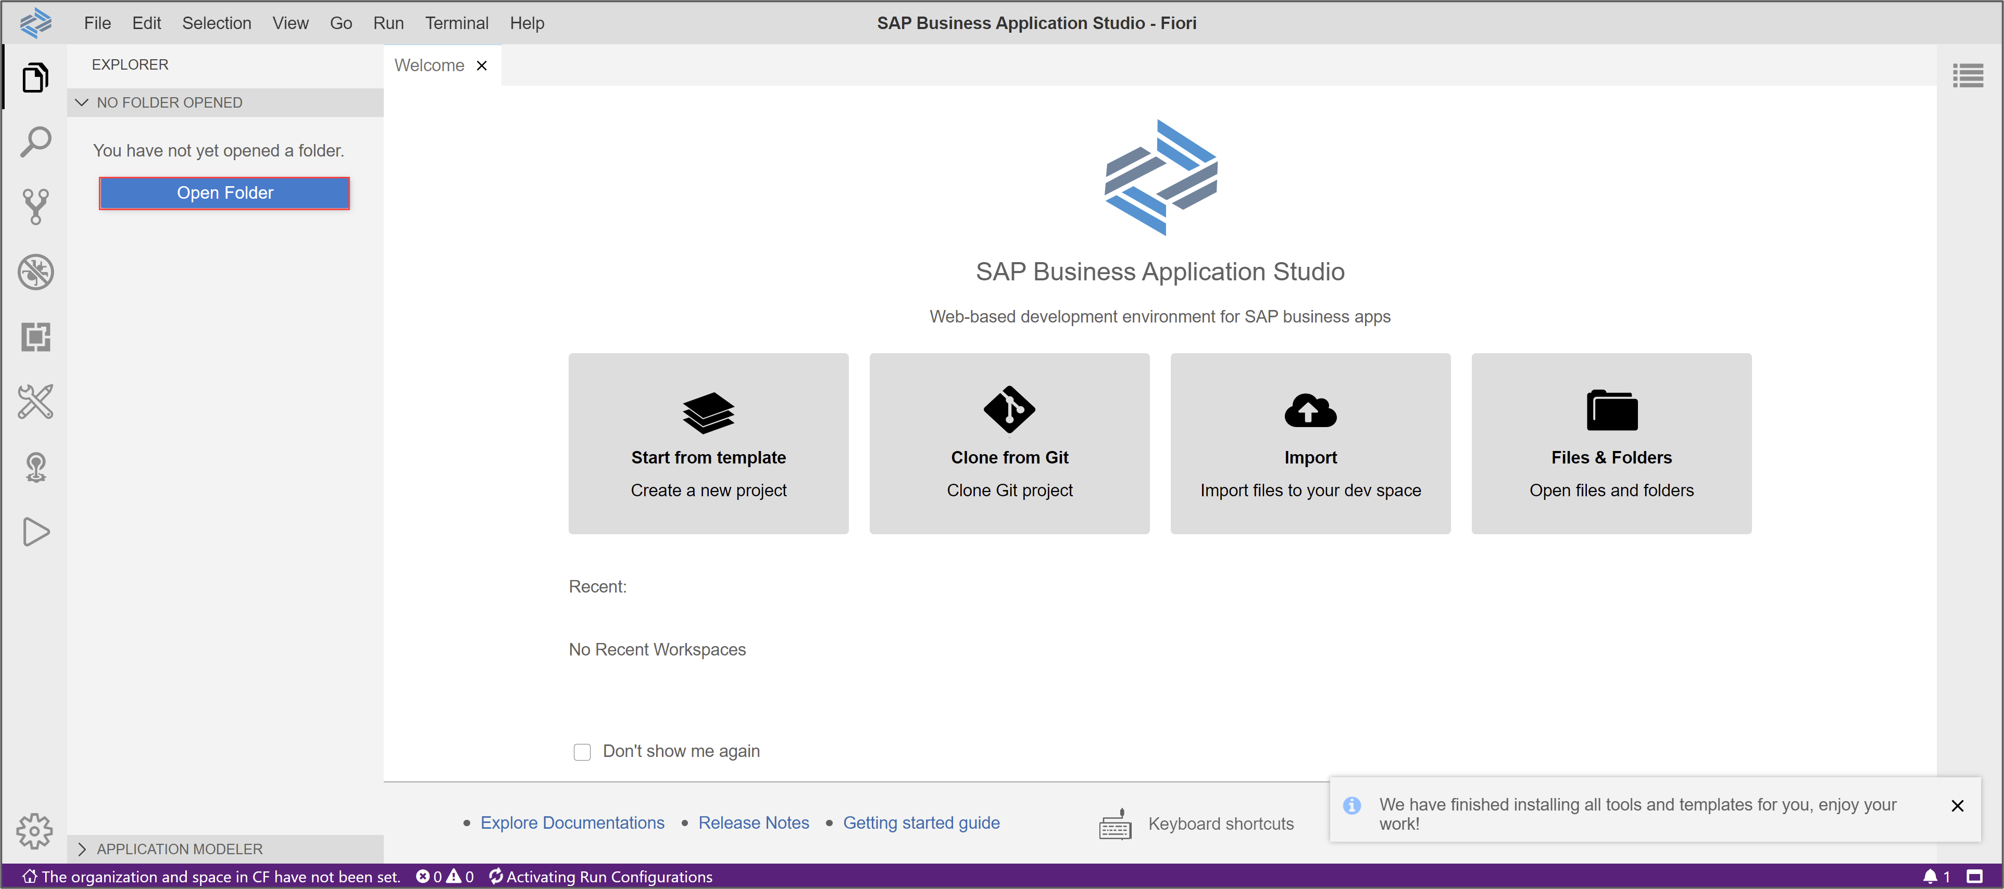 File Edit Selection View Go Run Terminal Help
SAP Business Application Studio - Fiori
EXPLORER
Welcome
NO FOLDER OPENED
You have not yet opened a folder.
Open Folder
SAP Business Application Studio
Web-based development environment for SAP business apps
Start from template
Create a new project
Clone from Git
Clone Git project
Import
Import files to your dev space
Files & Folders
Open files and folders
Recent:
No Recent Workspaces
Don't show me again
Explore Documentations
Release Notes
Getting started guide
Keyboard shortcuts
We have finished installing all tools and templates for you, enjoy your
work!
APPLICATION MODELER
The organization and space in CF have not been set. 0 0 Activating Run Configurations
1